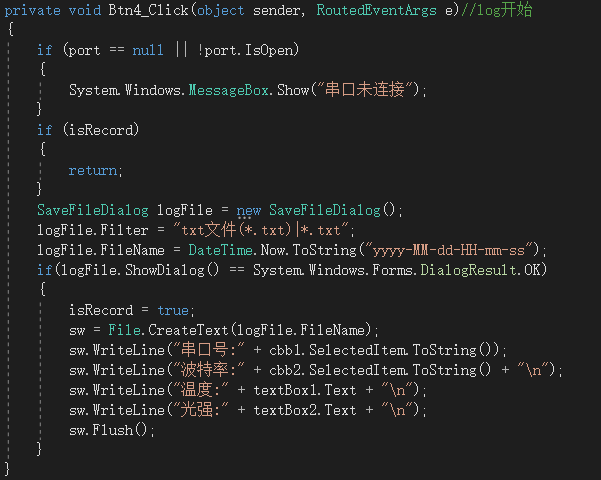 private void Btn4_Click(object sender, RoutedEventArgs e)//log开始
{
if (port == null || !port.IsOpen)
{
System.Windows.MessageBox.Show("串口未连接");
}
if (isRecord)
{
return;
}
SaveFileDialog logFile = new SaveFileDialog();
logFile.Filter = "txt文件(*.txt)|*.txt";
logFile.FileName = DateTime.Now.ToString("yyyy-MM-dd-HH-mm-ss");
if(logFile.ShowDialog() == System.Windows.Forms.DialogResult.OK)
{
isRecord = true;
sw = File.CreateText(logFile.FileName);
sw.WriteLine("串口号:" + cbb1.SelectedItem.ToString());
sw.WriteLine("波特率:" + cbb2.SelectedItem.ToString() + "\n");
sw.WriteLine("温度:" + textBox1.Text + "\n");
sw.WriteLine("光强:" + textBox2.Text + "\n");
sw.Flush();
}
}